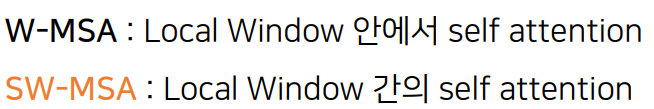 W-MSA : Local Window 안에서 self attention
SW-MSA : Local Window 간의 self attention